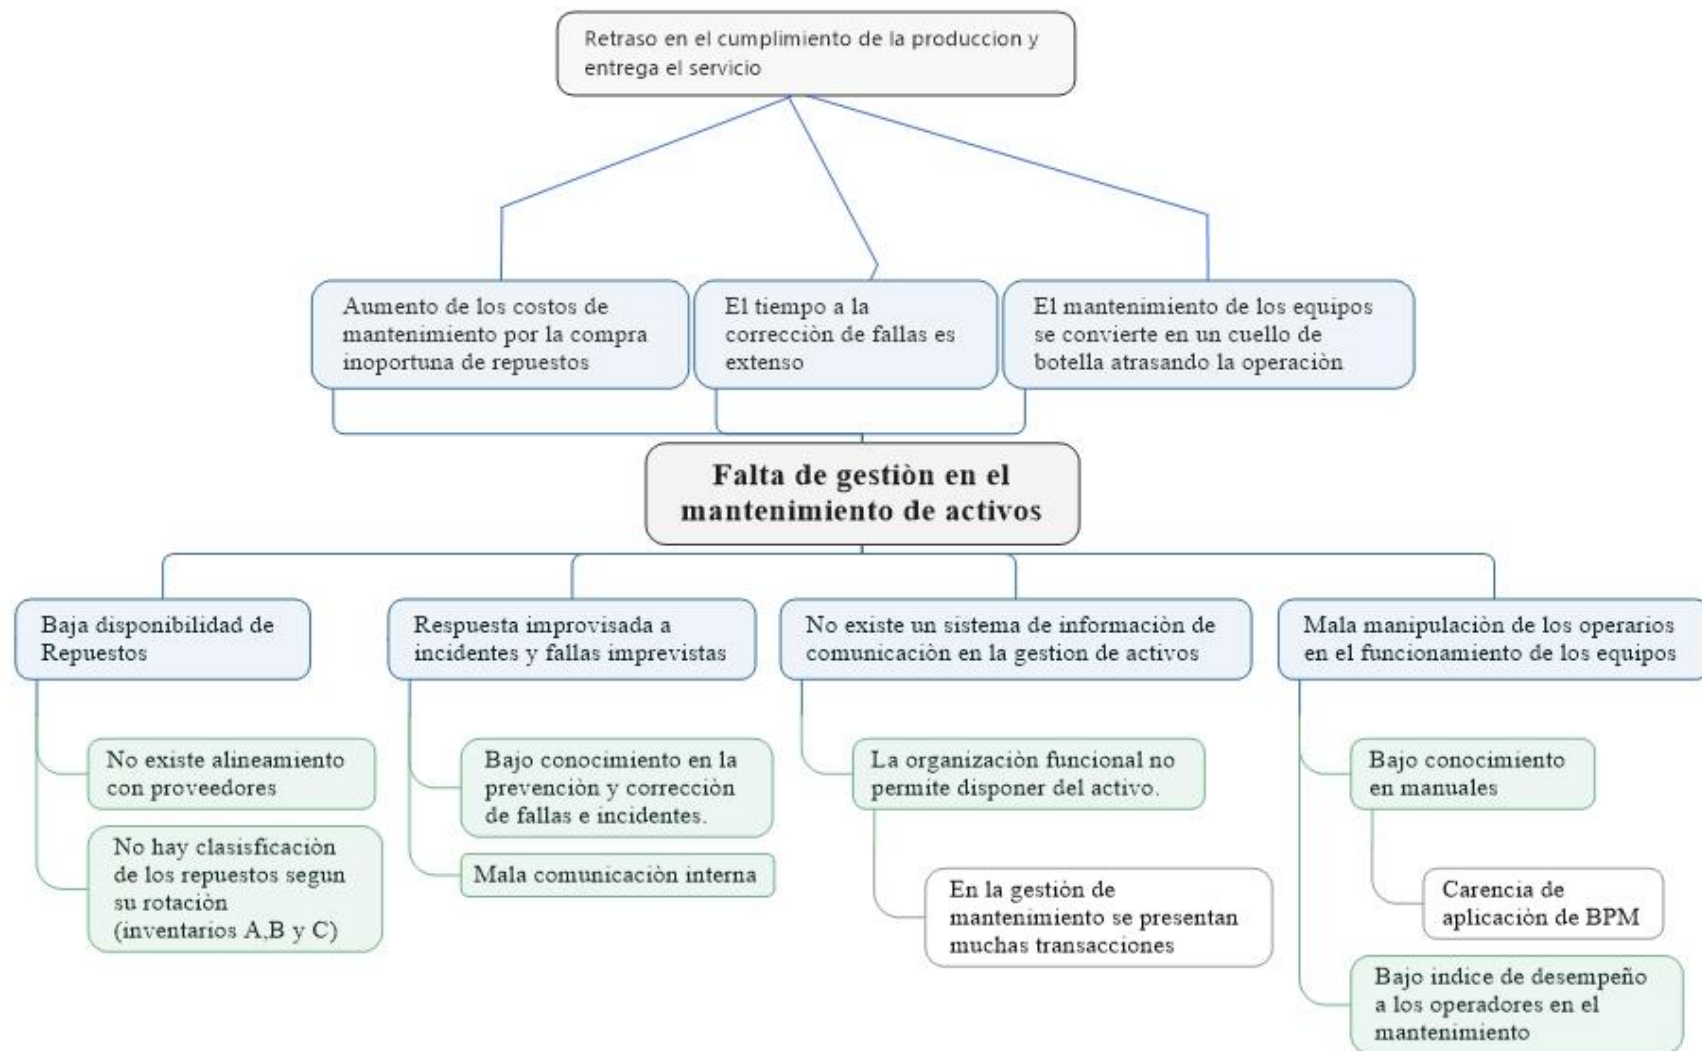 Retraso en el cumplimiento de la produccion y
entrega el servicio
Aumento de los costos de
mantenimiento por la compra
inoportuna de repuestos
El tiempo a la
correcciòn de fallas es
extenso
El mantenimiento de los equipos
se convierte en un cuello de
botella atrasando la operaciòn
Falta de gestiòn en el
mantenimiento de activos
Baja disponibilidad de
Repuestos
Respuesta improvisada a
incidentes y fallas imprevistas
No existe un sistema de informaciòn de
comunicaciòn en la gestion de activos
Mala manipulaciòn de los operarios
en el funcionamiento de los equipos
No existe alineamiento
con proveedores
No hay clasisficaciòn
de los repuestos segun
su rotaciòn
(inventarios A,B y C)
Bajo conocimiento en la
prevenciòn y correcciòn
de fallas e incidentes.
Mala comunicaciòn interna
La organizaciòn funcional no
permite disponer del activo.
En la gestiòn de
mantenimiento se presentan
muchas transacciones
Bajo conocimiento
en manuales
Carencia de
aplicaciòn de BPM
Bajo indice de desempeño
a los operadores en el
mantenimiento